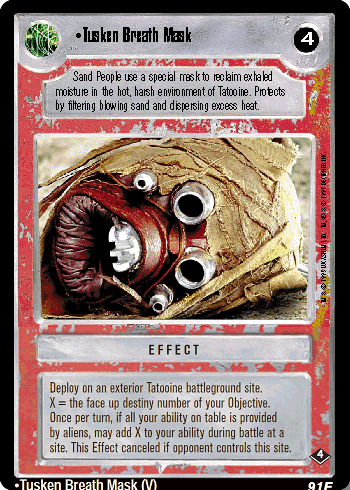 •Tusken Breath Mask
4
Sand People use a special mask to reclaim exhaled
moisture in the hot, harsh environment of Tatooine. Protects
by filtering blowing sand and dispersing excess heat.
EFFECT
Deploy on an exterior Tatooine battleground site.
X = the face up destiny number of your Objective.
Once per turn, if all your ability on table is provided
by aliens, may add X to your ability during battle at a
site. This Effect canceled if opponent controls this site.
4
•Tusken Breath Mask (V)
91E